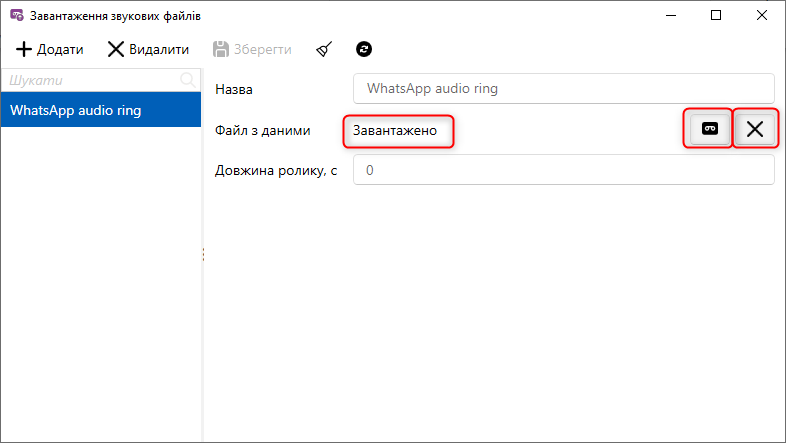 Завантаження звукових файлів
Додати Видалити Зберегти
Шукати
WhatsApp audio ring
Назва WhatsApp audio ring
Файл з даними Завантажено
Довжина ролику, с 0